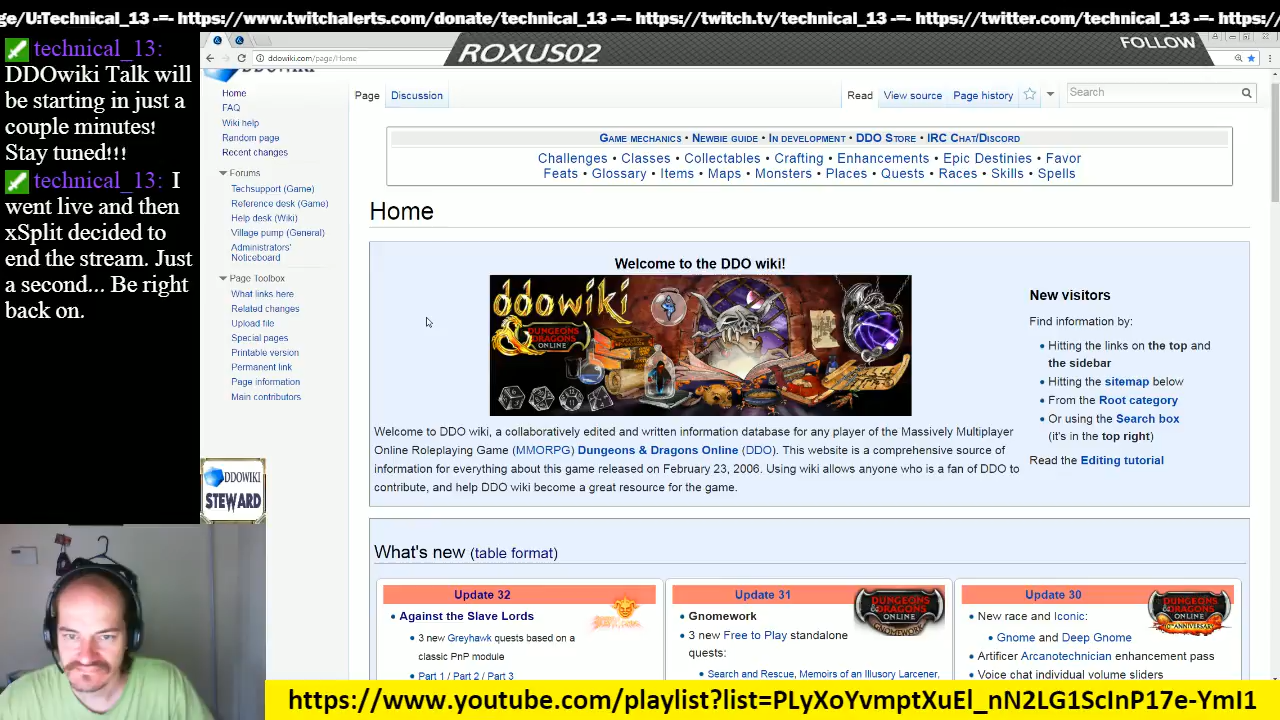 ge/U:Technical_13 -=- https://www.twitchalerts.com/donate/technical_13 -=- https://twitch.tv/technical_13 -=- https://twitter.com/technical_13 -=- https:/
technical_13:
DDOwiki Talk will
be starting in just a
couple minutes!
Stay tuned!!!
technical_13: I
went live and then
xSplit decided to
end the stream. Just
a second... Be right
back on.
DDOWIKI
STEWARD
ROXUS02
FOLLOW
ddowiki.com/page/Home
Home
FAQ
Wiki help
Random page
Recent changes
Forums
Techsupport (Game)
Reference desk (Game)
Help desk (Wiki)
Village pump (General)
Administrators'
Noticeboard
Page Toolbox
What links here
Related changes
Upload file
Special pages
Printable version
Permanent link
Page information
Main contributors
Page Discussion Read View source Page history Search
Game mechanics • Newbie guide • In development • DDO Store • IRC Chat/Discord
Challenges • Classes • Collectables • Crafting • Enhancements • Epic Destinies • Favor
Feats • Glossary • Items • Maps • Monsters • Places • Quests • Races • Skills • Spells
Home
Welcome to the DDO wiki!
ddowiki
DUNGEONS & DRAGONS ONLINE
Welcome to DDO wiki, a collaboratively edited and written information database for any player of the Massively Multiplayer
Online Roleplaying Game (MMORPG) Dungeons & Dragons Online (DDO). This website is a comprehensive source of
information for everything about this game released on February 23, 2006. Using wiki allows anyone who is a fan of DDO to
contribute, and help DDO wiki become a great resource for the game.
New visitors
Find information by:
• Hitting the links on the top and
the sidebar
• Hitting the sitemap below
• From the Root category
• Or using the Search box
(it's in the top right)
Read the Editing tutorial
What's new (table format)
Update 32
Against the Slave Lords
• 3 new Greyhawk quests based on a
classic PnP module
• Part 1 / Part 2 / Part 3
Update 31
• Gnomework
• 3 new Free to Play standalone
quests:
• Search and Rescue, Memoirs of an Illusory Larcener,
Update 30
• New race and Iconic:
• Gnome and Deep Gnome
• Artificer Arcanotechnician enhancement pass
• Voice chat individual volume sliders
https://www.youtube.com/playlist?list=PLyXoYvmptXuEl_nN2LG1ScInP17e-YmI1